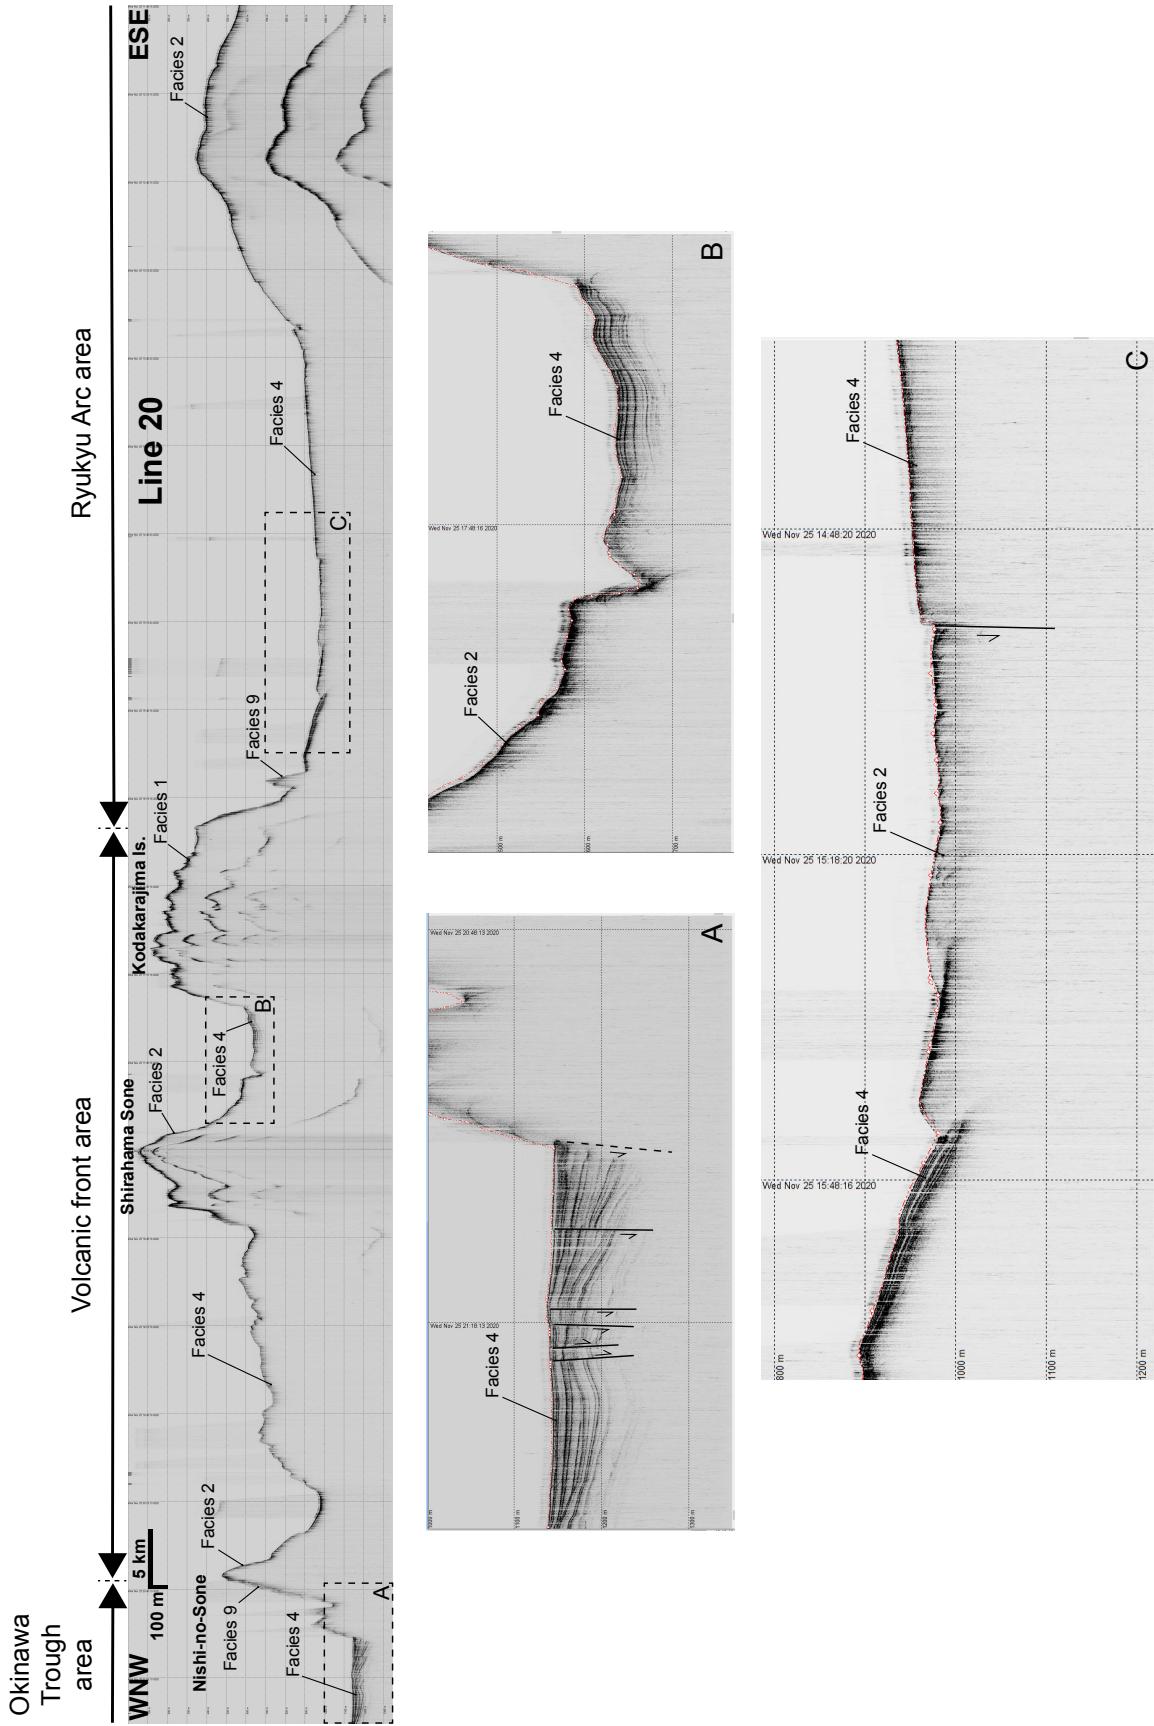 Okinawa
Trough
area
Volcanic front area
Ryukyu Arc area
WNW
100 m
5 km
Nishi-no-Sone
Shirahama Sone
Kodakarajima Is.
Line 20
ESE
Facies 4
Facies 9
Facies 2
Facies 4
Facies 2
Facies 4
Facies 1
Facies 9
Facies 4
Facies 2
A
B
C
1100 m
1200 m
1300 m
Wed Nov 25 21:18:13 2020
Wed Nov 25 20:48:13 2020
Facies 4
A
500 m
600 m
700 m
Wed Nov 25 17:48:16 2020
Facies 2
Facies 4
B
800 m
1000 m
1100 m
1200 m
Wed Nov 25 15:48:16 2020
Wed Nov 25 15:18:20 2020
Wed Nov 25 14:48:20 2020
Facies 4
Facies 2
Facies 4
C